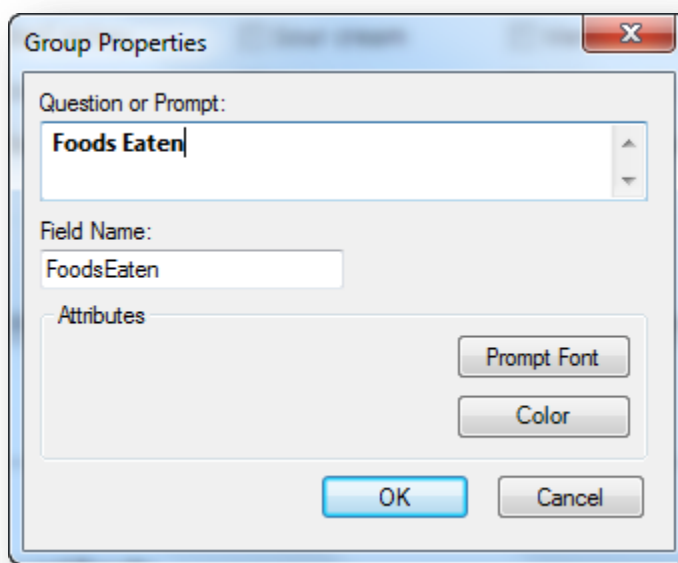 Group Properties
Question or Prompt:
Foods Eaten
Field Name:
FoodsEaten
Attributes
Prompt Font
Color
OK
Cancel